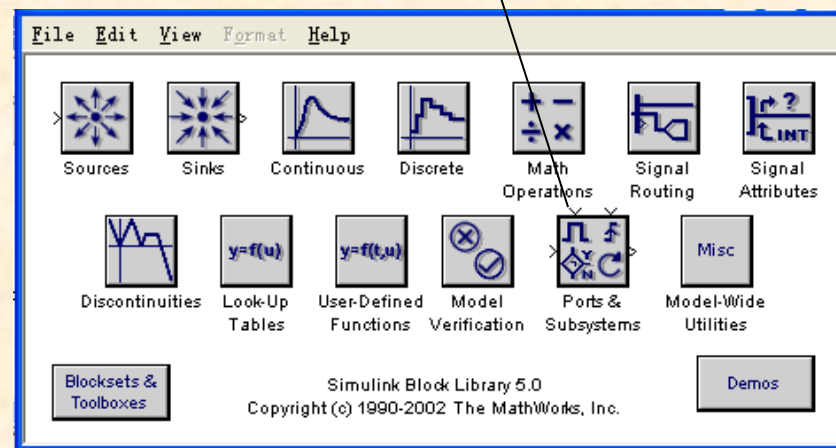 File Edit View Format Help
Sources Sinks Continuous Discrete Math Operations Signal Routing Signal Attributes
r ?
t INT
y=f(u) y=f(t,u) Y N Misc
Discontinuities Look-Up Tables User-Defined Functions Model Verification Ports & Subsystems Model-Wide Utilities
Blocksets & Toolboxes
Simulink Block Library 5.0
Copyright (c) 1990-2002 The MathWorks, Inc.
Demos